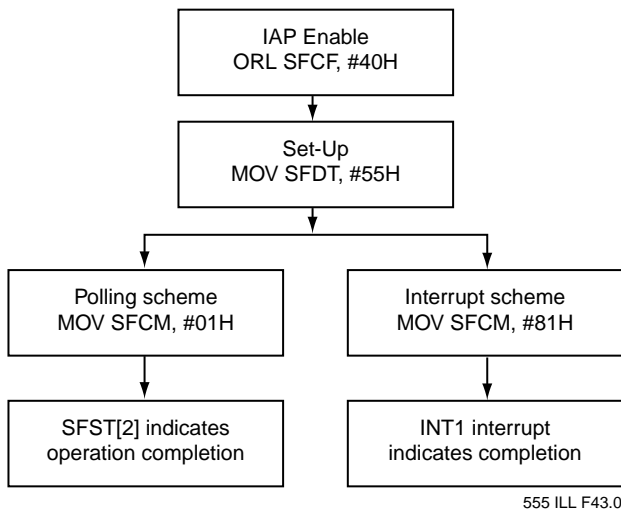 IAP Enable
ORL SFCF, #40H
Set-Up
MOV SFDT, #55H
Polling scheme
MOV SFCM, #01H
Interrupt scheme
MOV SFCM, #81H
SFST[2] indicates
operation completion
INT1 interrupt
indicates completion
555 ILL F43.0